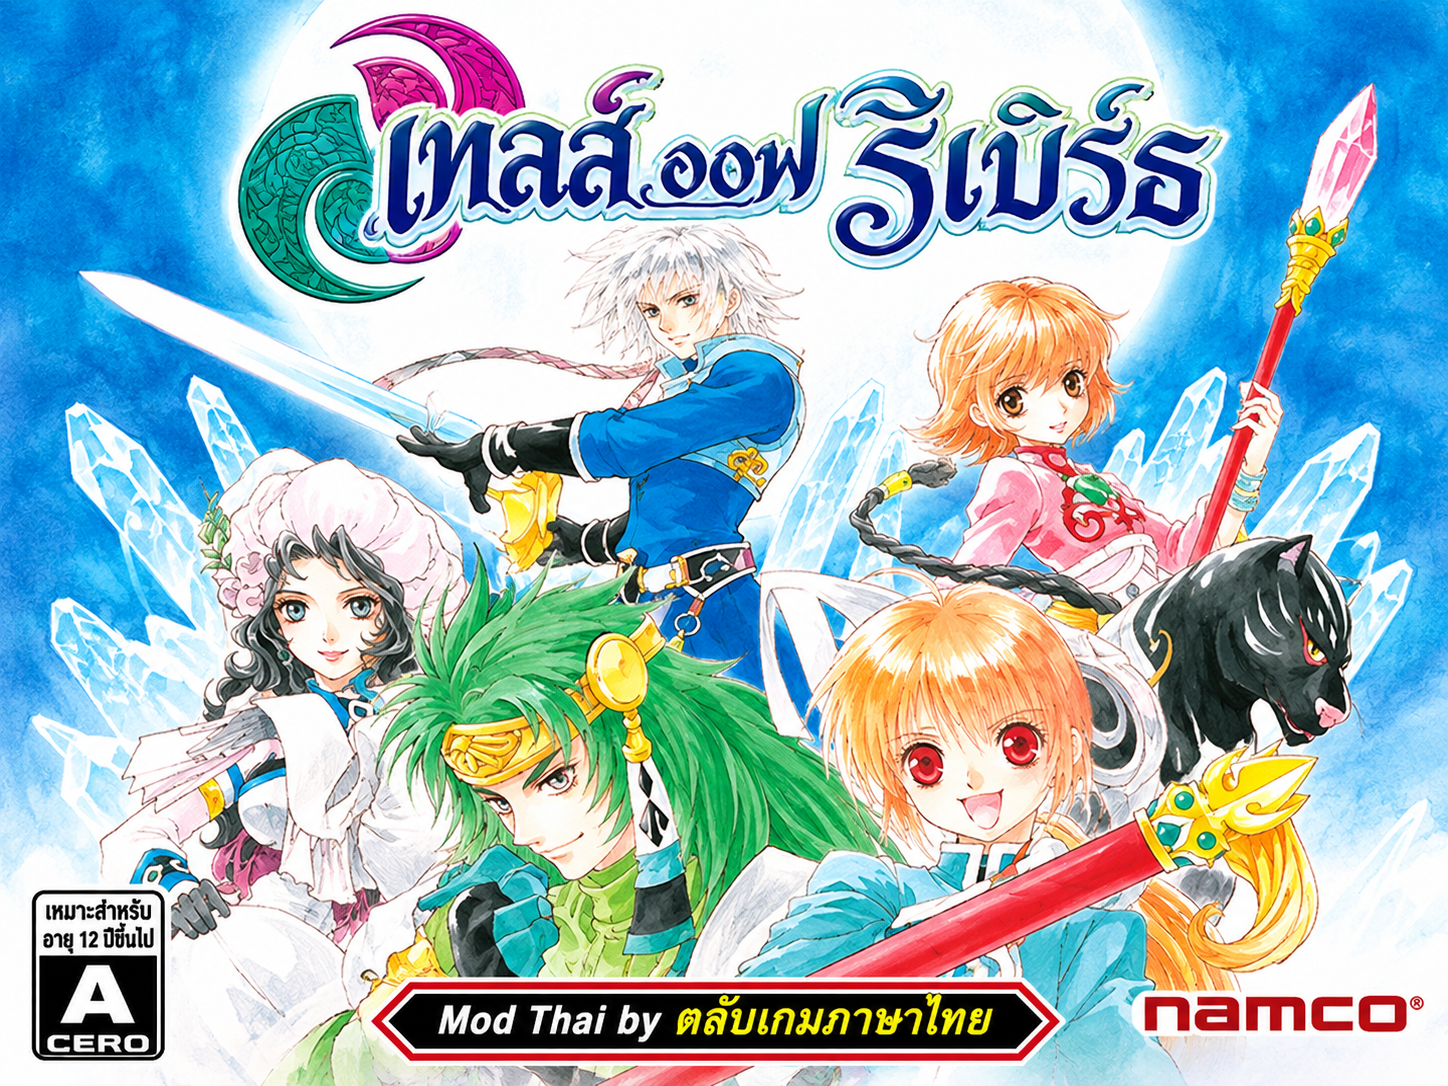 เทลส์ ออฟ รีเบิร์ธ
เหมาะสำหรับ
อายุ 12 ปีขึ้นไป
A
CERO
Mod Thai by ตลับเกมภาษาไทย
namco®